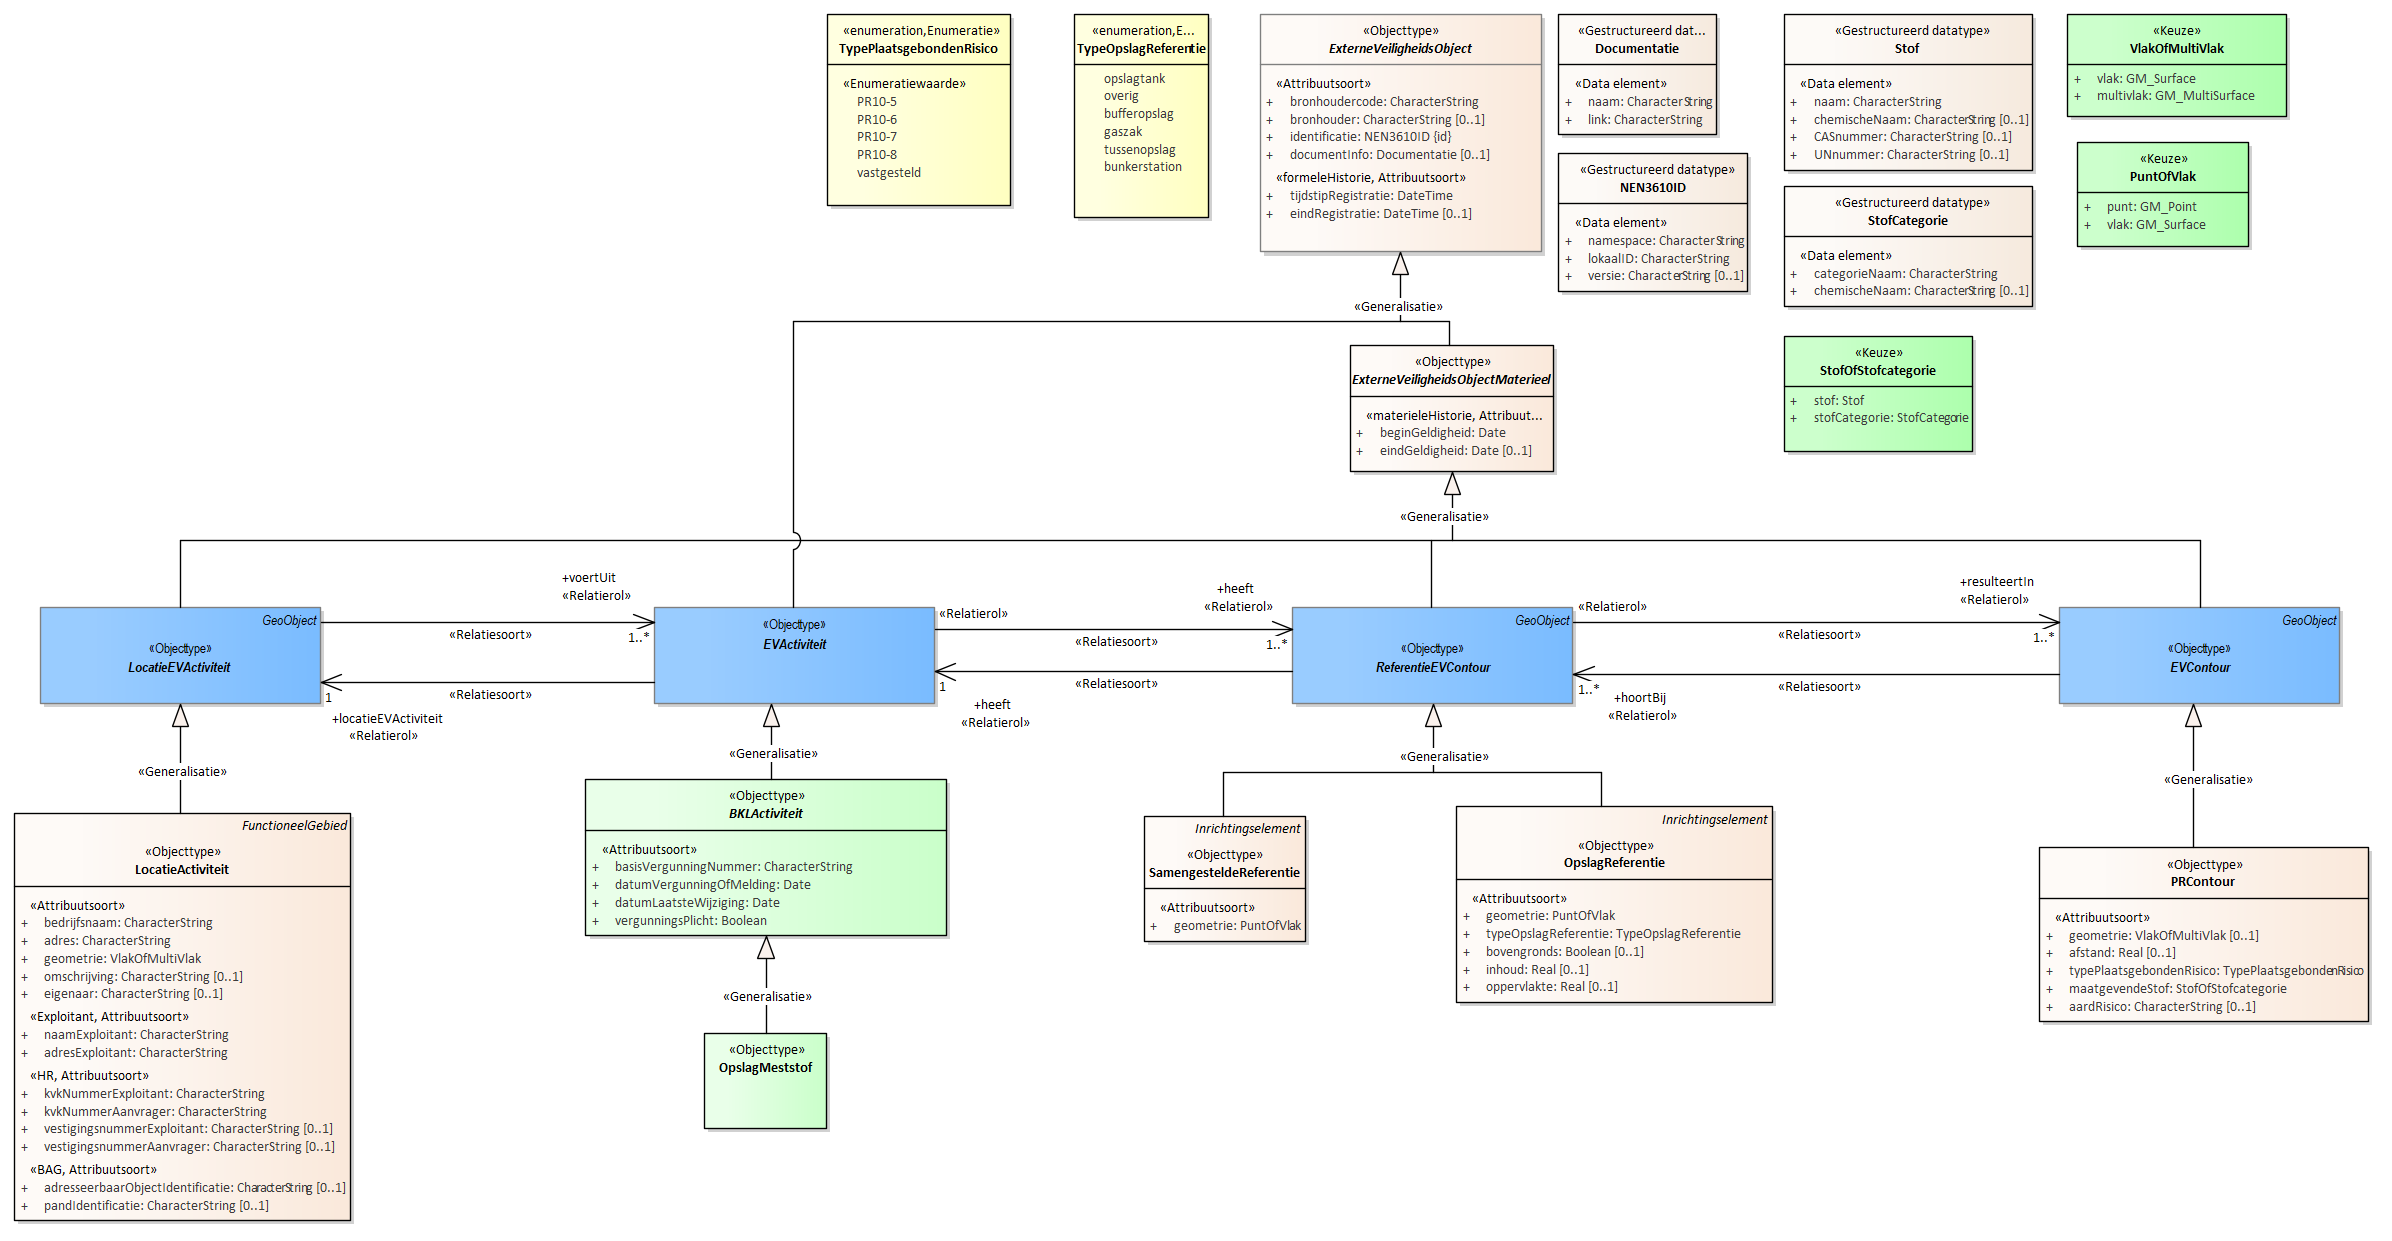 «enumeration,Enumeratie»
TypePlaatsgebondenRisico
«Enumeratiewaarde»
PR10-5
PR10-6
PR10-7
PR10-8
vastgesteld
«enumeration,E...
TypeOpslagReferentie
opslagtank
overig
bufferopslag
gaszak
tussenopslag
bunkerstation
«Objecttype»
ExterneVeiligheidsObject
«Attribuutsoort»
+ bronhoudercode: CharacterString
+ bronhouder: CharacterString [0..1]
+ identificatie: NEN3610ID {id}
+ documentInfo: Documentatie [0..1]
«formeleHistorie, Attribuutsoort»
+ tijdstipRegistratie: DateTime
+ eindRegistratie: DateTime [0..1]
«Gestructureerd dat...
Documentatie
«Data element»
+ naam: CharacterString
+ link: CharacterString
«Gestructureerd datatype»
NEN3610ID
«Data element»
+ namespace: CharacterString
+ lokaalID: CharacterString
+ versie: CharacterString [0..1]
«Gestructureerd datatype»
Stof
«Data element»
+ naam: CharacterString
+ chemischeNaam: CharacterString [0..1]
+ CASnummer: CharacterString [0..1]
+ UNnummer: CharacterString [0..1]
«Gestructureerd datatype»
StofCategorie
«Data element»
+ categorieNaam: CharacterString
+ chemischeNaam: CharacterString [0..1]
«Keuze»
StofOfStofcategorie
+ stof: Stof
+ stofCategorie: StofCategorie
«Keuze»
VlakOfMultiVlak
+ vlak: GM_Surface
+ multivlak: GM_MultiSurface
«Keuze»
PuntOfVlak
+ punt: GM_Point
+ vlak: GM_Surface
«Generalisatie»
«Objecttype»
ExterneVeiligheidsObjectMaterieel
«materieleHistorie, Attribuut...
+ beginGeldigheid: Date
+ eindGeldigheid: Date [0..1]
«Generalisatie»
GeoObject
«Objecttype»
LocatieEVActiviteit
+voertUit
«Relatierol»
«Relatiesoort»
1..*
«Relatiesoort»
1
+locatieEVActiviteit
«Relatierol»
«Objecttype»
EVActiviteit
«Relatierol»
+heeft
«Relatierol»
«Relatiesoort»
1..*
«Relatiesoort»
1
+heeft
«Relatierol»
GeoObject
«Objecttype»
ReferentieEVContour
«Relatierol»
+resulteertIn
«Relatierol»
«Relatiesoort»
1..*
«Relatiesoort»
1..*
+hoortBij
«Relatierol»
GeoObject
«Objecttype»
EVContour
«Generalisatie»
FunctioneelGebied
«Objecttype»
LocatieActiviteit
«Attribuutsoort»
+ bedrijfsnaam: CharacterString
+ adres: CharacterString
+ geometrie: VlakOfMultiVlak
+ omschrijving: CharacterString [0..1]
+ eigenaar: CharacterString [0..1]
«Exploitant, Attribuutsoort»
+ naamExploitant: CharacterString
+ adresExploitant: CharacterString
«HR, Attribuutsoort»
+ kvkNummerExploitant: CharacterString
+ kvkNummerAanvrager: CharacterString
+ vestigingsnummerExploitant: CharacterString [0..1]
+ vestigingsnummerAanvrager: CharacterString [0..1]
«BAG, Attribuutsoort»
+ adresseerbaarObjectIdentificatie: CharacterString [0..1]
+ pandIdentificatie: CharacterString [0..1]
«Generalisatie»
«Objecttype»
BKLActiviteit
«Attribuutsoort»
+ basisVergunningNummer: CharacterString
+ datumVergunningOfMelding: Date
+ datumLaatsteWijziging: Date
+ vergunningsPlicht: Boolean
«Generalisatie»
«Objecttype»
OpslagMeststof
«Generalisatie»
Inrichtingselement
«Objecttype»
SamengesteldeReferentie
«Attribuutsoort»
+ geometrie: PuntOfVlak
Inrichtingselement
«Objecttype»
OpslagReferentie
«Attribuutsoort»
+ geometrie: PuntOfVlak
+ typeOpslagReferentie: TypeOpslagReferentie
+ bovengronds: Boolean [0..1]
+ inhoud: Real [0..1]
+ oppervlakte: Real [0..1]
«Generalisatie»
«Objecttype»
PRContour
«Attribuutsoort»
+ geometrie: VlakOfMultiVlak [0..1]
+ afstand: Real [0..1]
+ typePlaatsgebondenRisico: TypePlaatsgebondenRisico
+ maatgevendeStof: StofOfStofcategorie
+ aardRisico: CharacterString [0..1]